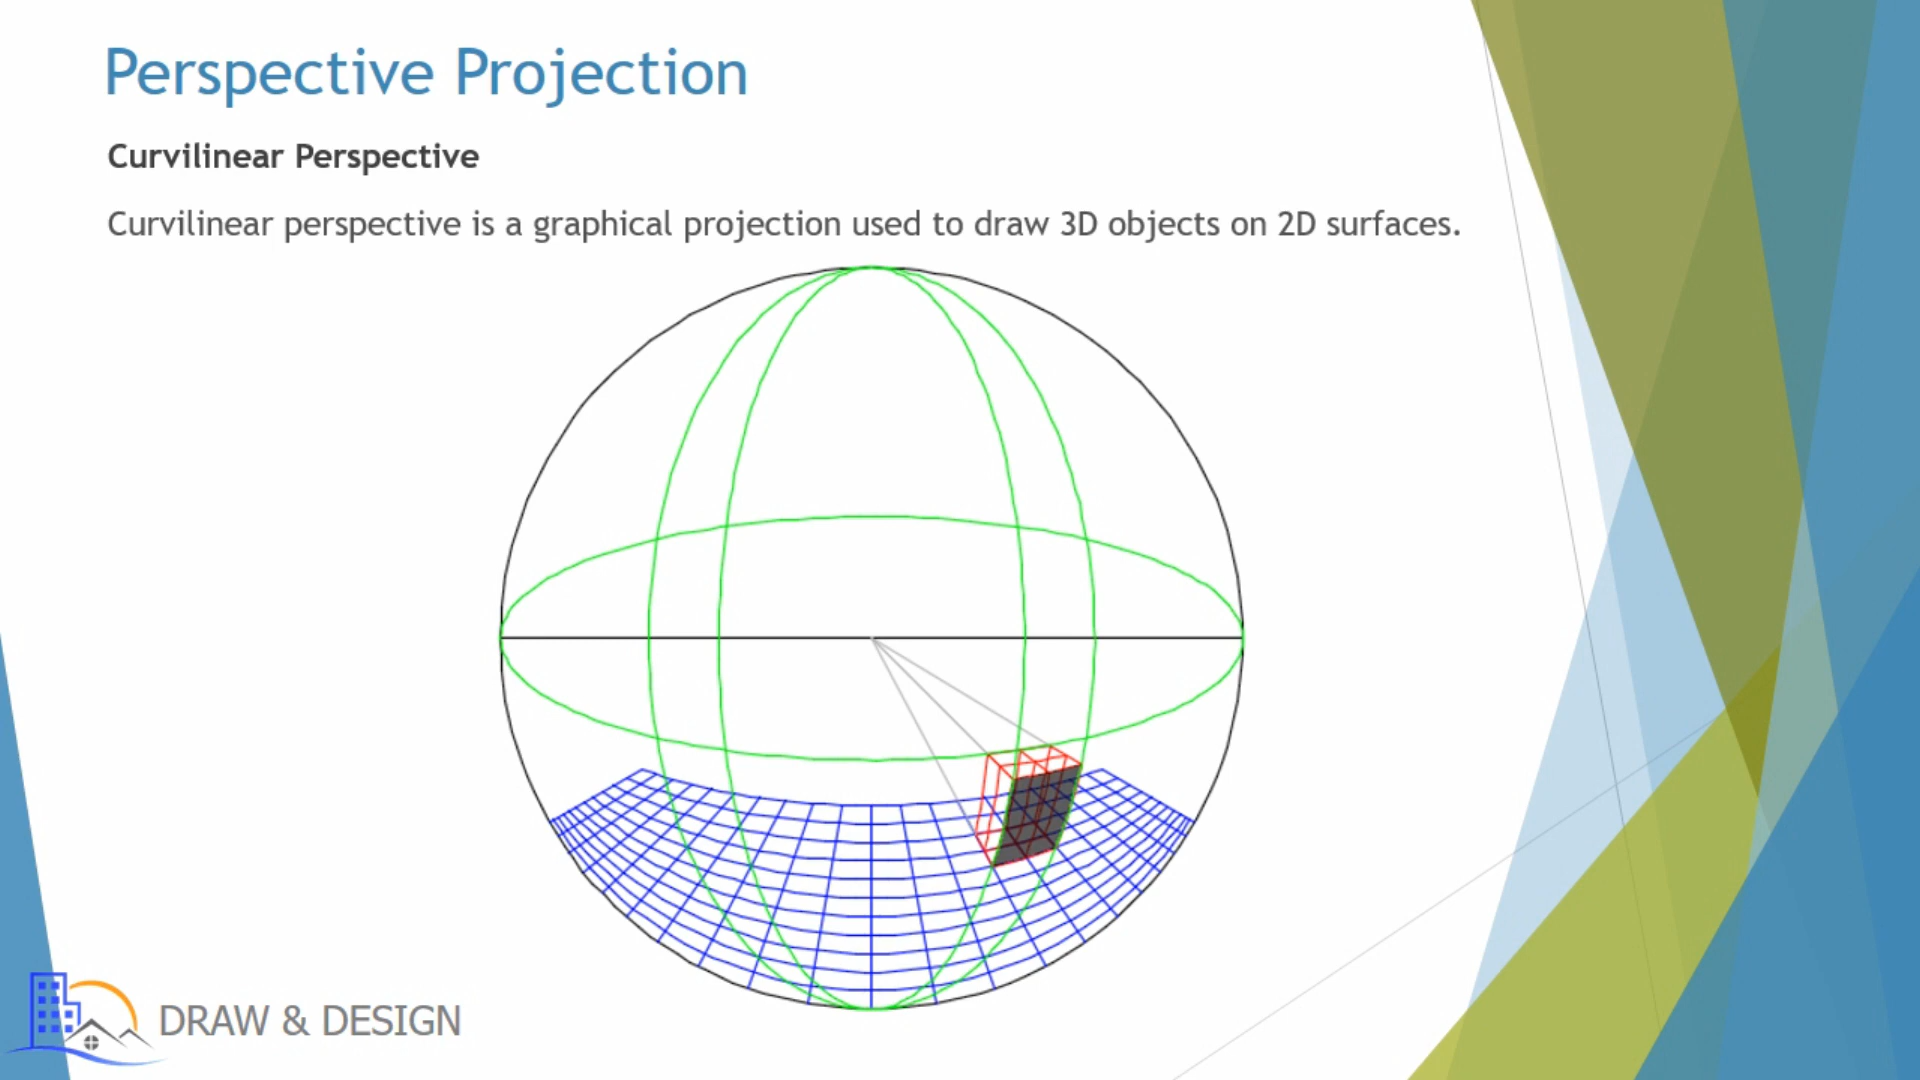 Perspective Projection
Curvilinear Perspective
Curvilinear perspective is a graphical projection used to draw 3D objects on 2D surfaces.
DRAW & DESIGN